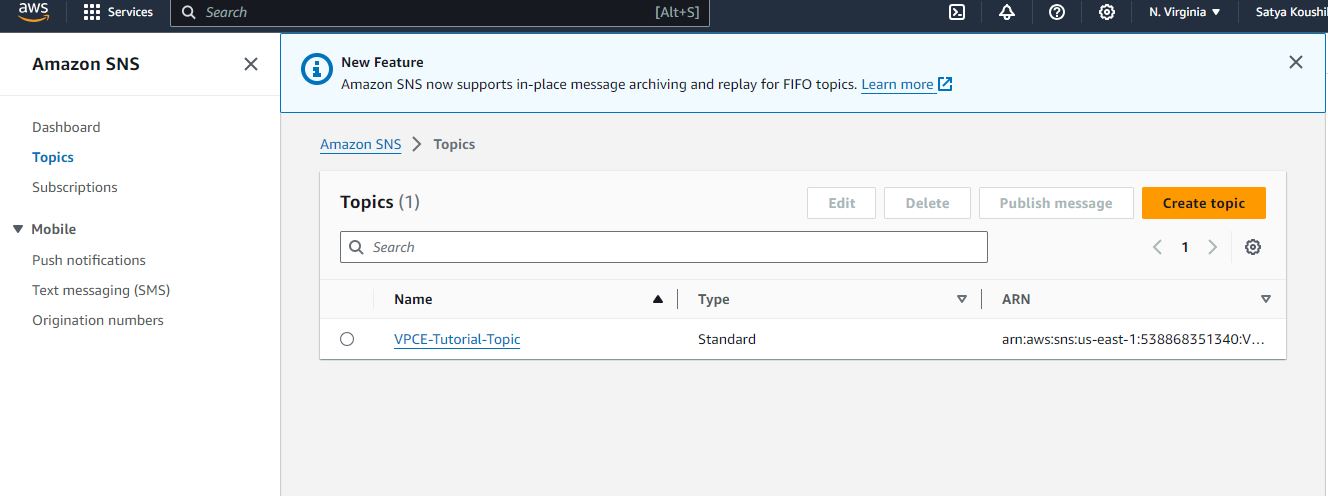 aws
Services
Search
[Alt+S]
N. Virginia
Satya Koushi
Amazon SNS
New Feature
Amazon SNS now supports in-place message archiving and replay for FIFO topics. Learn more
Dashboard
Topics
Subscriptions
Mobile
Push notifications
Text messaging (SMS)
Origination numbers
Amazon SNS > Topics
Topics (1)
Edit
Delete
Publish message
Create topic
Search
1
Name
Type
ARN
VPCE-Tutorial-Topic
Standard
arn:aws:sns:us-east-1:538868351340:V...